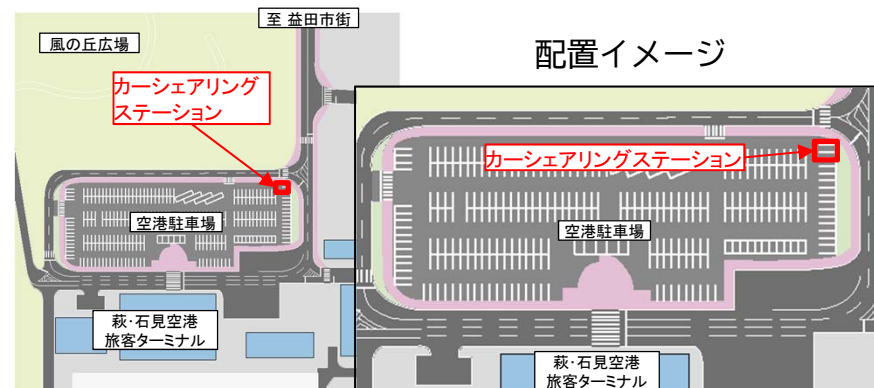 至 益田市街
風の丘広場
カーシェアリング
ステーション
空港駐車場
萩･石見空港
旅客ターミナル
配置イメージ
カーシェアリングステーション
空港駐車場
萩･石見空港
旅客ターミナル